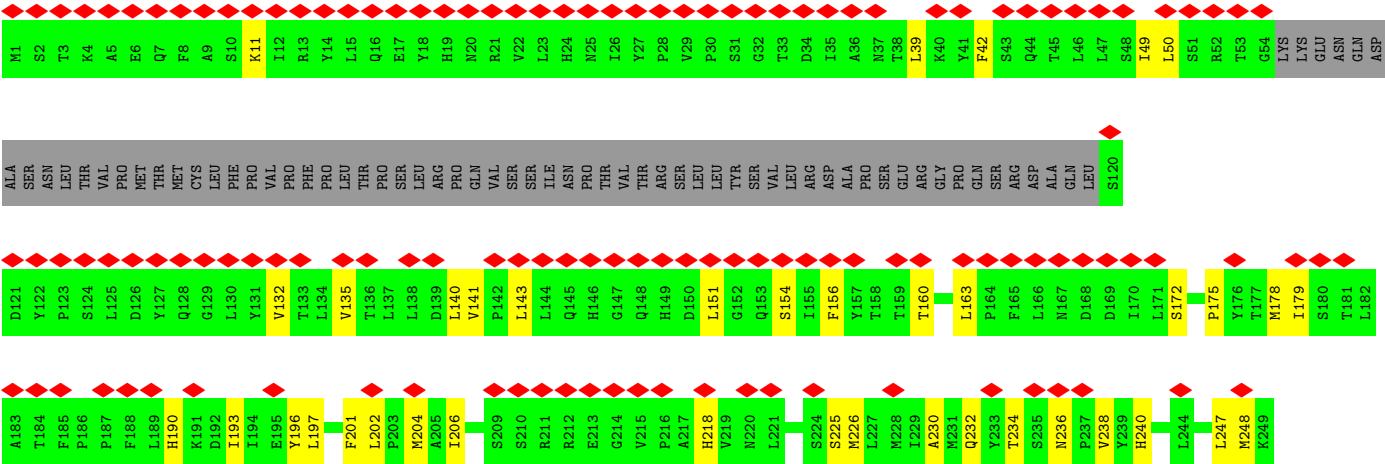 M1 S2 T3 K4 A5 E6 Q7 F8 A9 S10 K11 I12 R13 Y14 L15 Q16 E17 Y18 H19 N20 R21 V22 L23 H24 N25 I26 Y27 P28 V29 P30 S31 G32 T33 D34 I35 A36 N37 T38 L39 K40 Y41 F42 S43 Q44 T45 L46 L47 S48 I49 L50 S51 R52 T53 G54 LYS LYS GLU ASN GLN ASP
ALA SER ASN LEU THR VAL PRO MET THR MET CYS LEU PHE PRO VAL PRO PHE PRO LEU THR PRO SER LEU ARG PRO GLN VAL SER SER ILE ASN PRO THR VAL THR ARG SER LEU LEU TYR SER VAL LEU ARG ASP ALA PRO SER GLU ARG GLY PRO GLN SER ARG ASP ALA GLN LEU S120
D121 Y122 P123 S124 L125 D126 Y127 Q128 G129 L130 Y131 V132 T133 L134 V135 T136 L137 L138 D139 L140 V141 P142 L143 L144 Q145 H146 G147 Q148 H149 D150 L151 G152 Q153 S154 I155 F156 Y157 T158 T159 T160 L163 P164 F165 L166 N167 D168 D169 I170 L171 S172 P175 Y176 T177 M178 I179 S180 T181 L182
A183 T184 F185 P186 P187 F188 L189 H190 K191 D192 I193 I194 E195 Y196 L197 F201 L202 P203 M204 A205 I206 S209 S210 R211 R212 E213 G214 V215 P216 A217 H218 V219 N220 L221 S224 S225 M226 L227 M228 I229 A230 M231 Q232 Y233 T234 S235 N236 P237 V238 Y239 H240 L244 L247 M248 K249